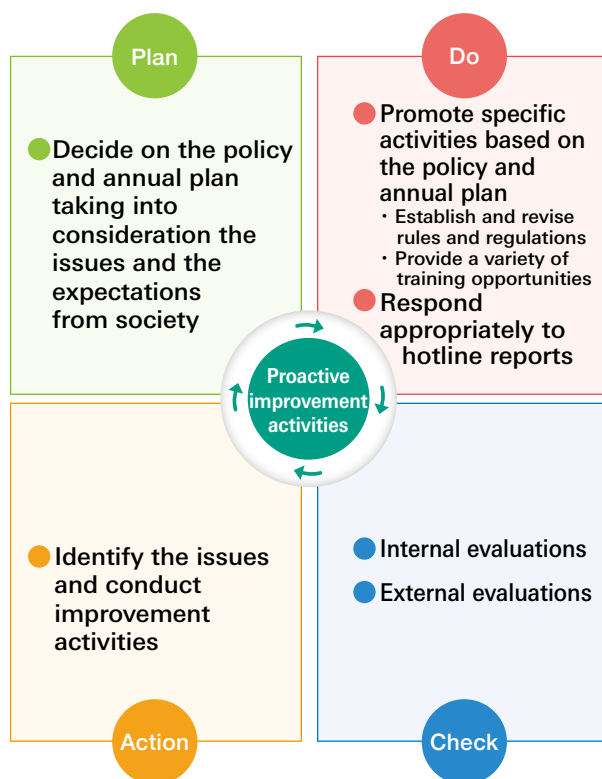 Plan
Decide on the policy
and annual plan
taking into
consideration the
issues and the
expectations
from society
Do
Promote specific
activities based on
the policy and
annual plan
・Establish and revise
rules and regulations
・Provide a variety of
training opportunities
Respond
appropriately to
hotline reports
Proactive
improvement
activities
Identify the issues
and conduct
improvement
activities
Action
Internal evaluations
External evaluations
Check